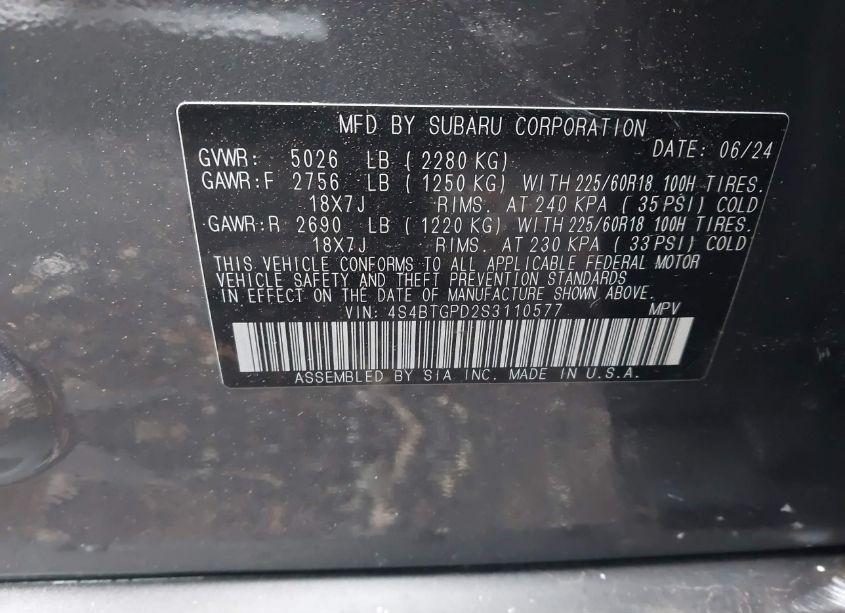 MFD BY SUBARU CORPORATION
DATE: 06/24
GVWR: 5026 LB ( 2280 KG)
GAWR:F 2756 LB ( 1250 KG) WITH 225/60R18 100H TIRES.
18X7J RIMS. AT 240 KPA ( 35 PSI) COLD
GAWR:R 2690 LB ( 1220 KG) WITH 225/60R18 100H TIRES.
18X7J RIMS. AT 230 KPA ( 33 PSI) COLD
THIS VEHICLE CONFORMS TO ALL APPLICABLE FEDERAL MOTOR
VEHICLE SAFETY AND THEFT PREVENTION STANDARDS
IN EFFECT ON THE DATE OF MANUFACTURE SHOWN ABOVE.
VIN: 4S4BTGPD2S3110577 MPV
ASSEMBLED BY SIA INC. MADE IN U.S.A.